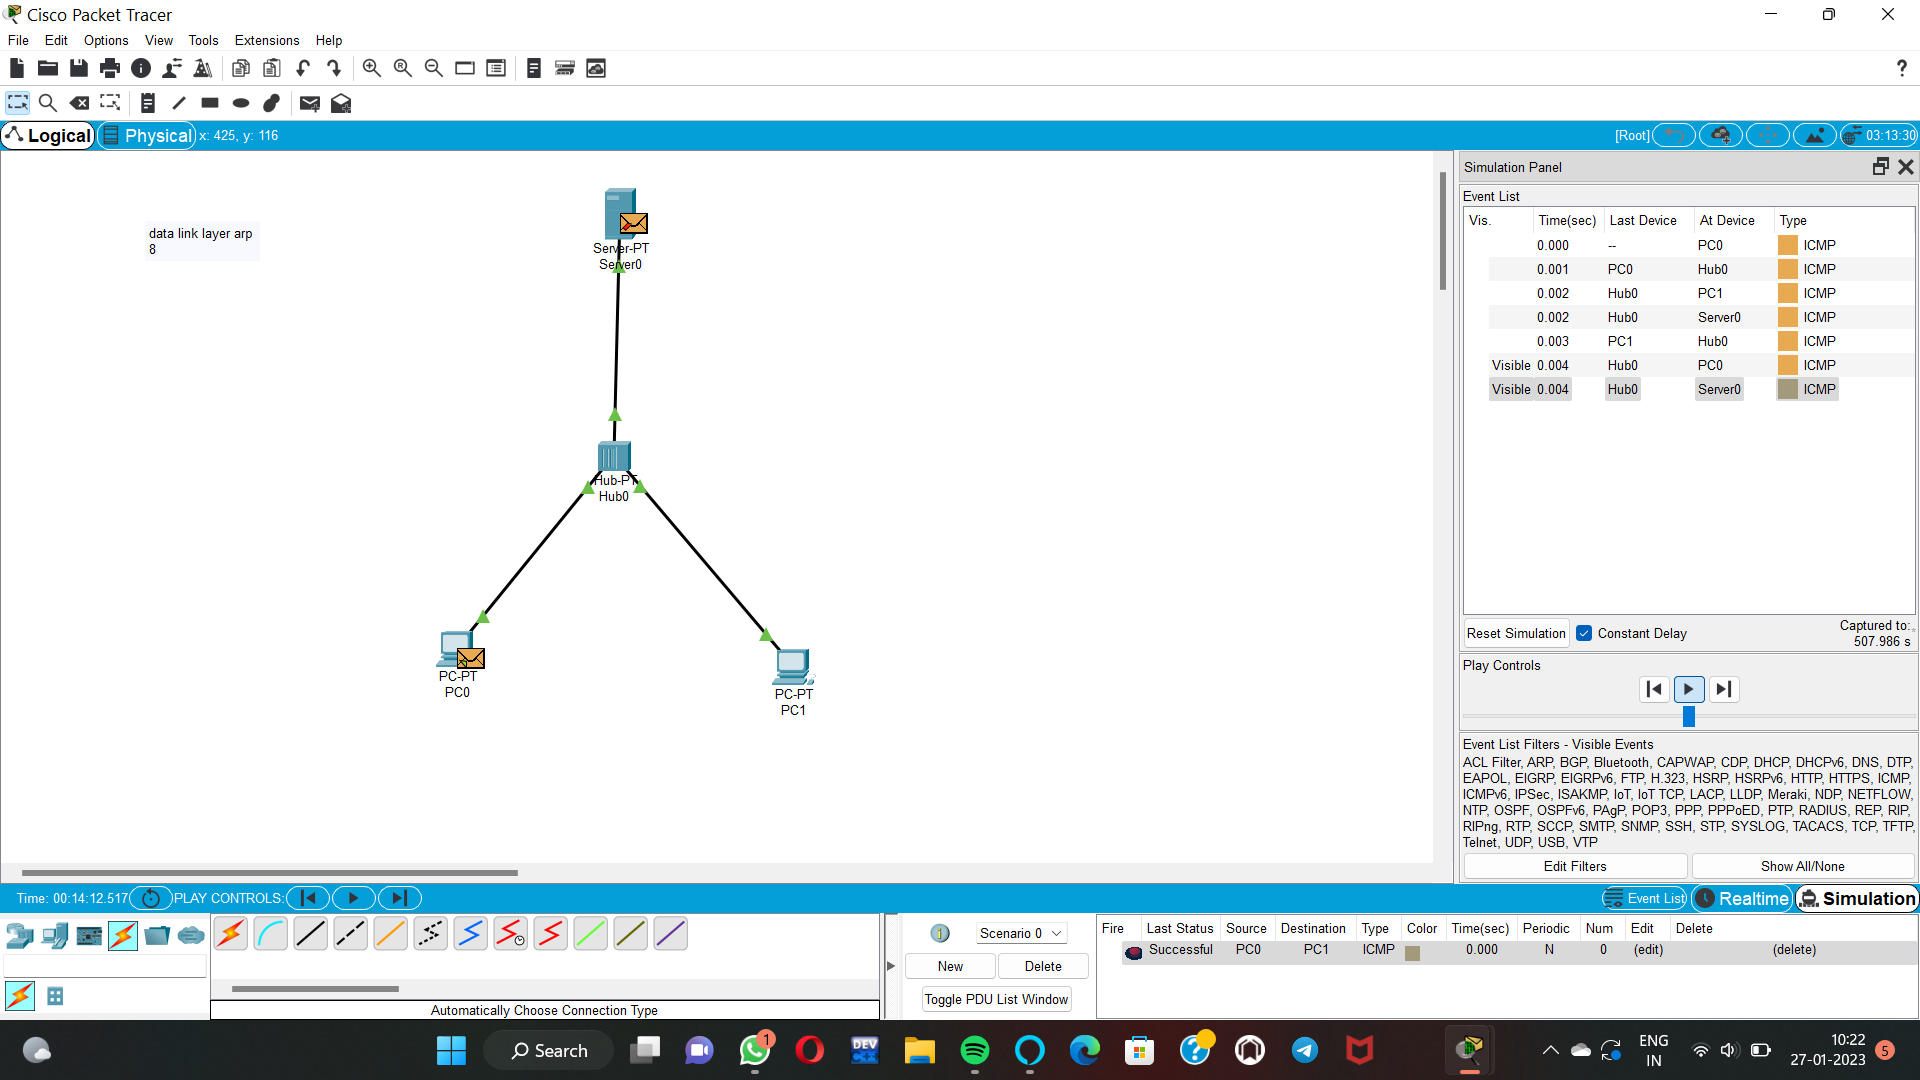 Cisco Packet Tracer
File Edit Options View Tools Extensions Help
?
Logical Physical x: 425, y: 116 [Root] 03:13:30
data link layer arp
8
Server-PT
Server0
Hub-PT
Hub0
PC-PT
PC0
PC-PT
PC1
Simulation Panel
Event List
Vis. Time(sec) Last Device At Device Type
0.000 -- PC0 ICMP
0.001 PC0 Hub0 ICMP
0.002 Hub0 PC1 ICMP
0.002 Hub0 Server0 ICMP
0.003 PC1 Hub0 ICMP
Visible 0.004 Hub0 PC0 ICMP
Visible 0.004 Hub0 Server0 ICMP
Reset Simulation Constant Delay Captured to:
507.986 s
Play Controls
Event List Filters - Visible Events
ACL Filter, ARP, BGP, Bluetooth, CAPWAP, CDP, DHCP, DHCPv6, DNS, DTP,
EAPOL, EIGRP, EIGRPv6, FTP, H.323, HSRP, HSRPv6, HTTP, HTTPS, ICMP,
ICMPv6, IPSec, ISAKMP, IoT, IoT TCP, LACP, LLDP, Meraki, NDP, NETFLOW,
NTP, OSPF, OSPFv6, PAgP, POP3, PPP, PPPoED, PTP, RADIUS, REP, RIP,
RIPng, RTP, SCCP, SMTP, SNMP, SSH, STP, SYSLOG, TACACS, TCP, TFTP,
Telnet, UDP, USB, VTP
Edit Filters Show All/None
Time: 00:14:12.517 PLAY CONTROLS: Event List Realtime Simulation
Automatically Choose Connection Type
Scenario 0
New Delete
Toggle PDU List Window
Fire Last Status Source Destination Type Color Time(sec) Periodic Num Edit Delete
Successful PC0 PC1 ICMP 0.000 N 0 (edit) (delete)
Search
DEV
C++
1
ENG
IN
10:22
27-01-2023
5